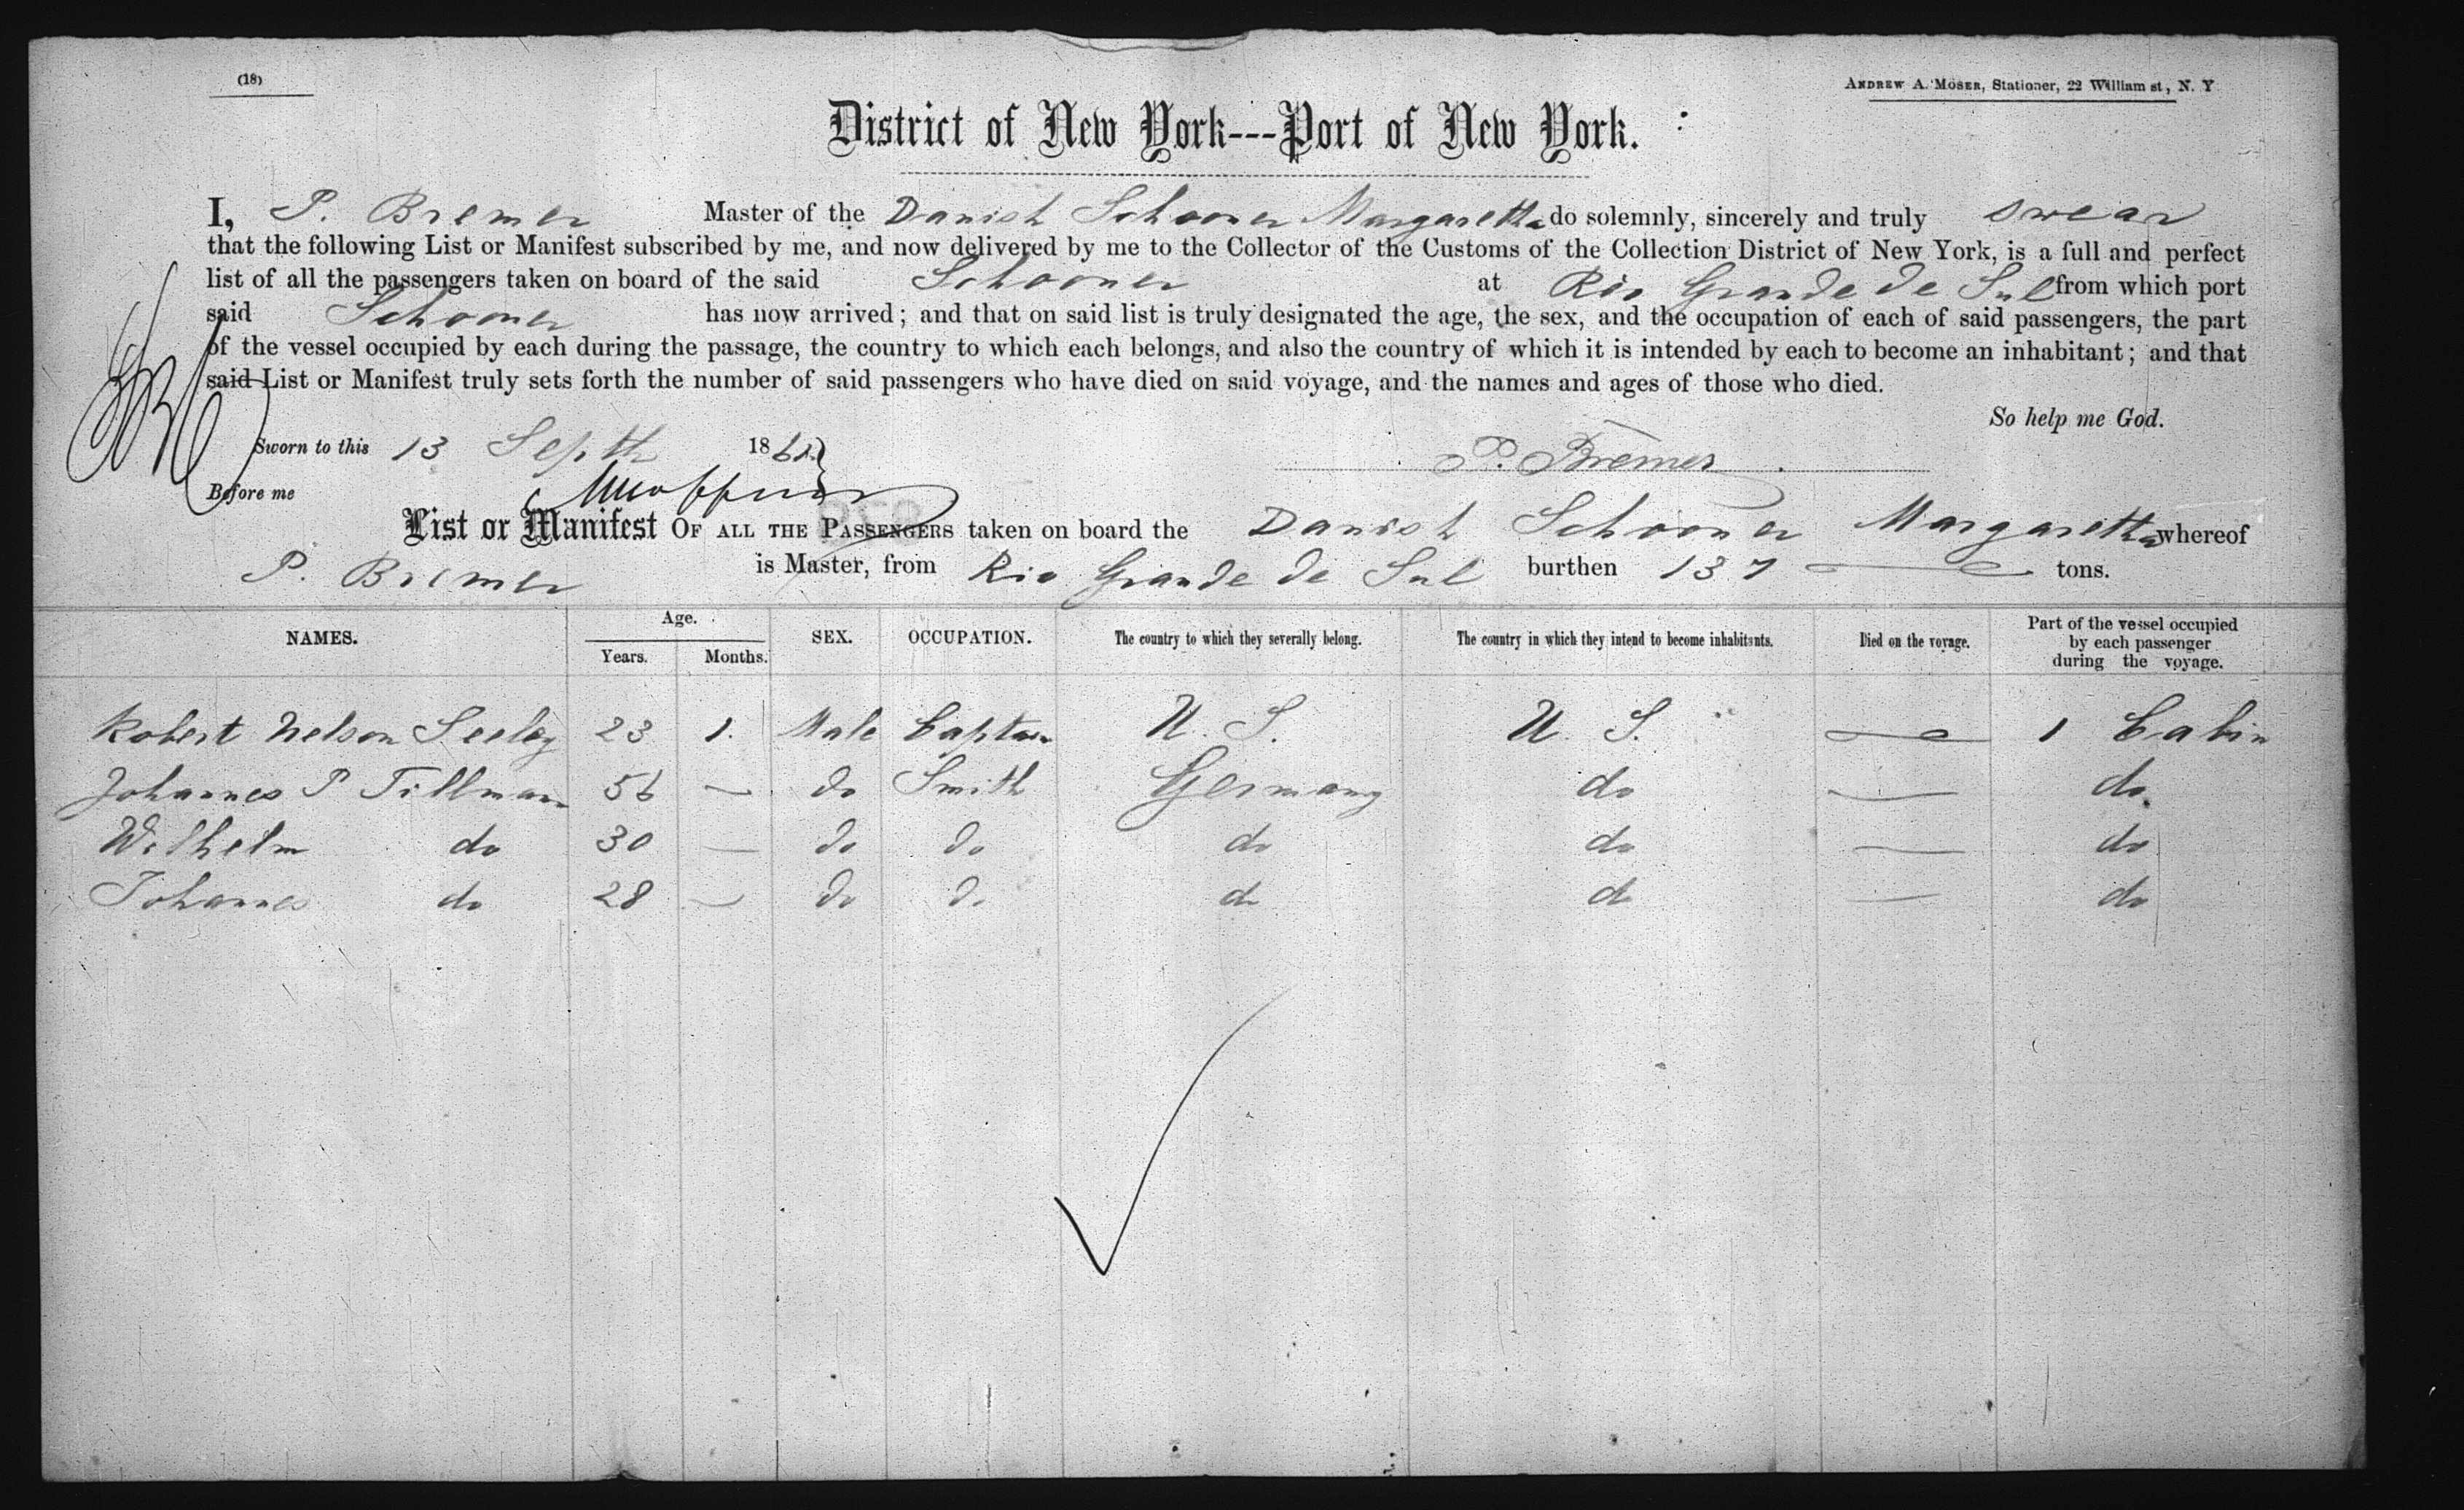 (18)
ANDREW A. MOSER, Stationer, 22 William st, N. Y
District of New York---Port of New York.
I, P. Bremer Master of the Danish Schooner Margaretta do solemnly, sincerely and truly swear
that the following List or Manifest subscribed by me, and now delivered by me to the Collector of the Customs of the Collection District of New York, is a full and perfect
list of all the passengers taken on board of the said Schooner at Rio Grande de Sul from which port
said Schooner has now arrived; and that on said list is truly designated the age, the sex, and the occupation of each of said passengers, the part
of the vessel occupied by each during the passage, the country to which each belongs, and also the country of which it is intended by each to become an inhabitant; and that
said List or Manifest truly sets forth the number of said passengers who have died on said voyage, and the names and ages of those who died.
So help me God.
Sworn to this 13 Septh 186
P. Bremer
Before me
List or Manifest OF ALL THE PASSENGERS taken on board the Danish Schooner Margaretta whereof
P. Bremer is Master, from Rio Grande de Sul burthen 137 tons.
NAMES. Age. Years. Months. SEX. OCCUPATION. The country to which they severally belong. The country in which they intend to become inhabitants. Died on the voyage. Part of the vessel occupied by each passenger during the voyage.
Robert Nelson Seeley 23 1. Male Captain U. S. U. S. — 1 Cabin
Johannes P Tillmann 56 — do Smith Germany do — do
Wilhelm do 30 — do do do do — do
Johannes do 28 — do do do do — do